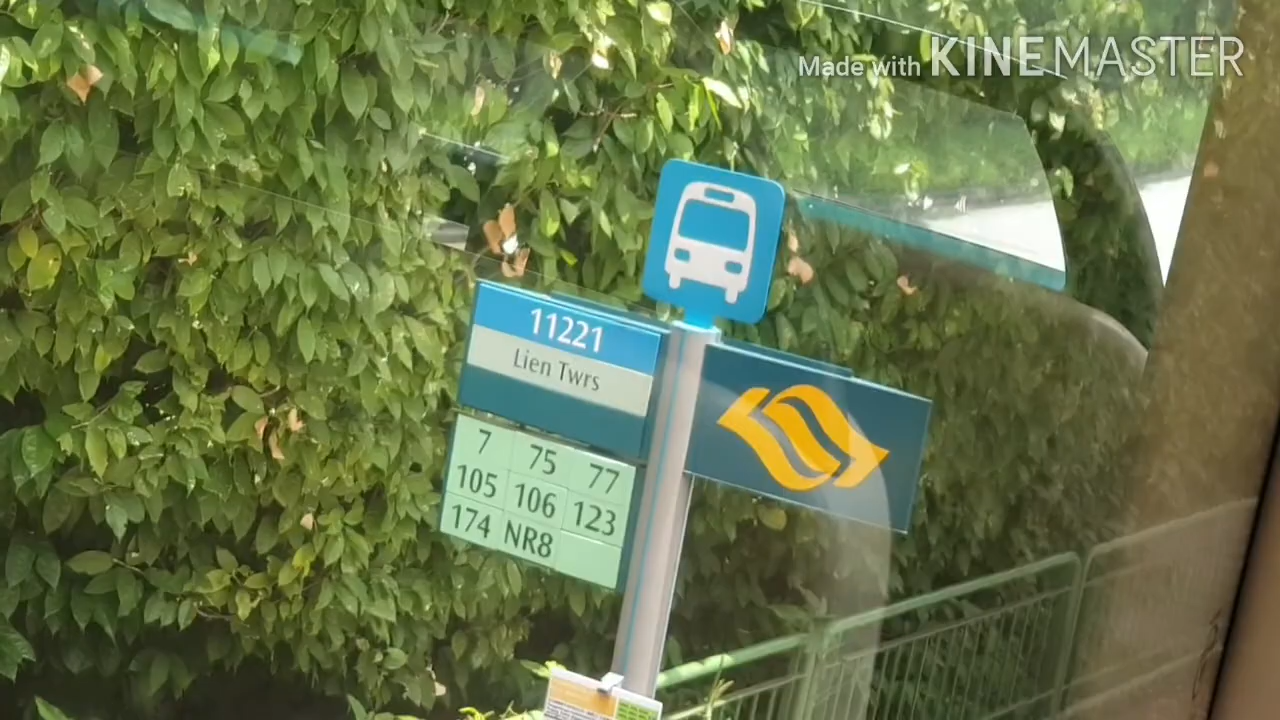 Made with KINEMASTER
11221
Lien Twrs
7 75 77
105 106 123
174 NR8